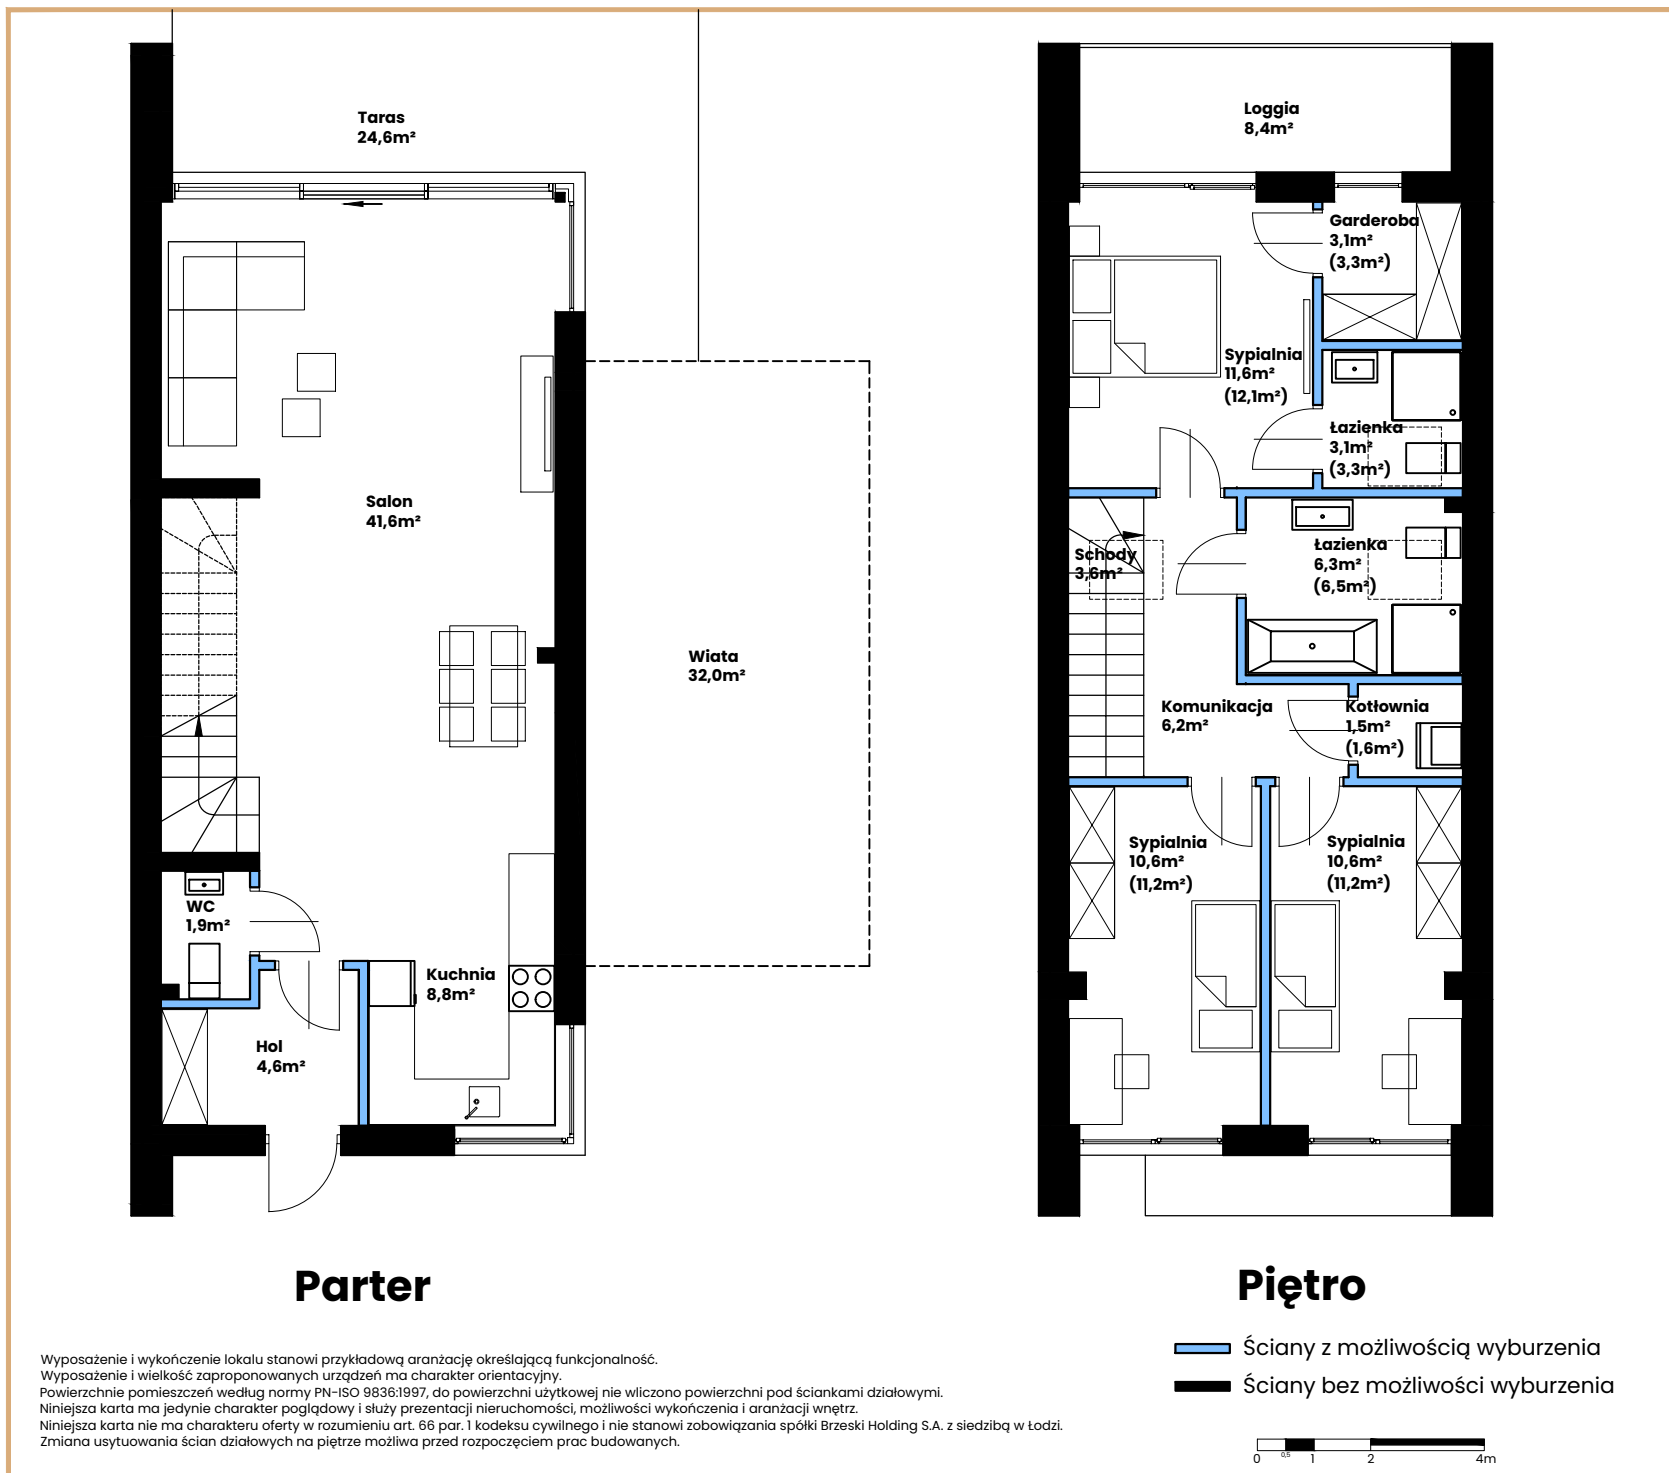 Taras
24,6m²
Salon
41,6m²
Wiata
32,0m²
WC
1,9m²
Kuchnia
8,8m²
Hol
4,6m²
Parter
Loggia
8,4m²
Garderoba
3,1m²
(3,3m²)
Sypialnia
11,6m²
(12,1m²)
Łazienka
3,1m²
(3,3m²)
Schody
3,6m²
Łazienka
6,3m²
(6,5m²)
Komunikacja
6,2m²
Kotłownia
1,5m²
(1,6m²)
Sypialnia
10,6m²
(11,2m²)
Sypialnia
10,6m²
(11,2m²)
Piętro
Ściany z możliwością wyburzenia
Ściany bez możliwości wyburzenia
0 0,5 1 2 4m
Wyposażenie i wykończenie lokalu stanowi przykładową aranżację określającą funkcjonalność.
Wyposażenie i wielkość zaproponowanych urządzeń ma charakter orientacyjny.
Powierzchnie pomieszczeń według normy PN-ISO 9836:1997, do powierzchni użytkowej nie wliczono powierzchni pod ściankami działowymi.
Niniejsza karta ma jedynie charakter poglądowy i służy prezentacji nieruchomości, możliwości wykończenia i aranżacji wnętrz.
Niniejsza karta nie ma charakteru oferty w rozumieniu art. 66 par. 1 kodeksu cywilnego i nie stanowi zobowiązania spółki Brzeski Holding S.A. z siedzibą w Łodzi.
Zmiana usytuowania ścian działowych na piętrze możliwa przed rozpoczęciem prac budowanych.